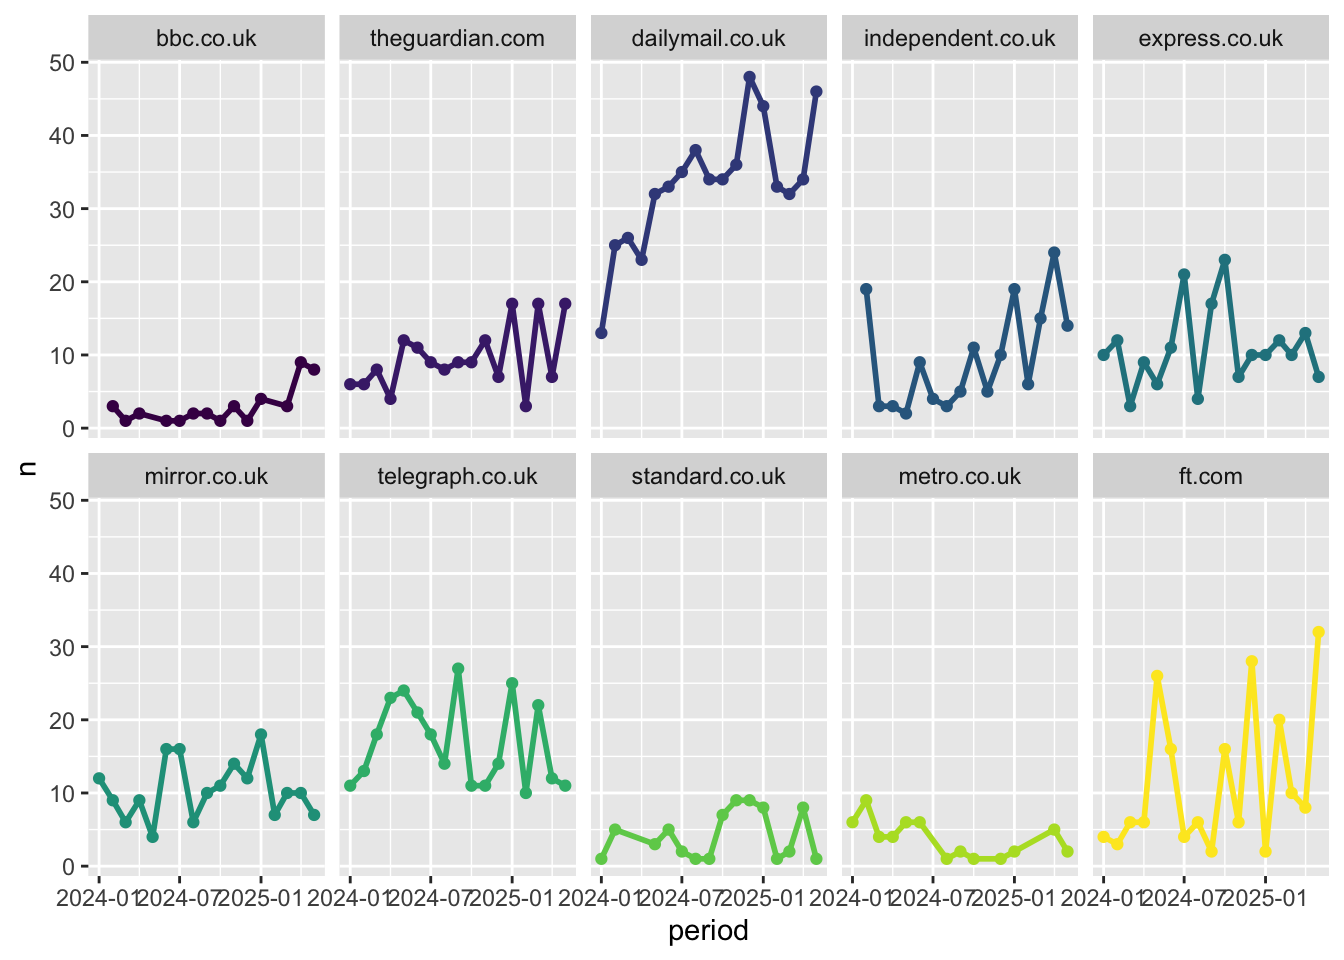 bbc.co.uk theguardian.com dailymail.co.uk independent.co.uk express.co.uk
50
40
30
20
10
0
n
mirror.co.uk telegraph.co.uk standard.co.uk metro.co.uk ft.com
50
40
30
20
10
0
2024-01 2024-07 2025-01 2024-01 2024-07 2025-01 2024-01 2024-07 2025-01 2024-01 2024-07 2025-01 2024-01 2024-07 2025-01
period